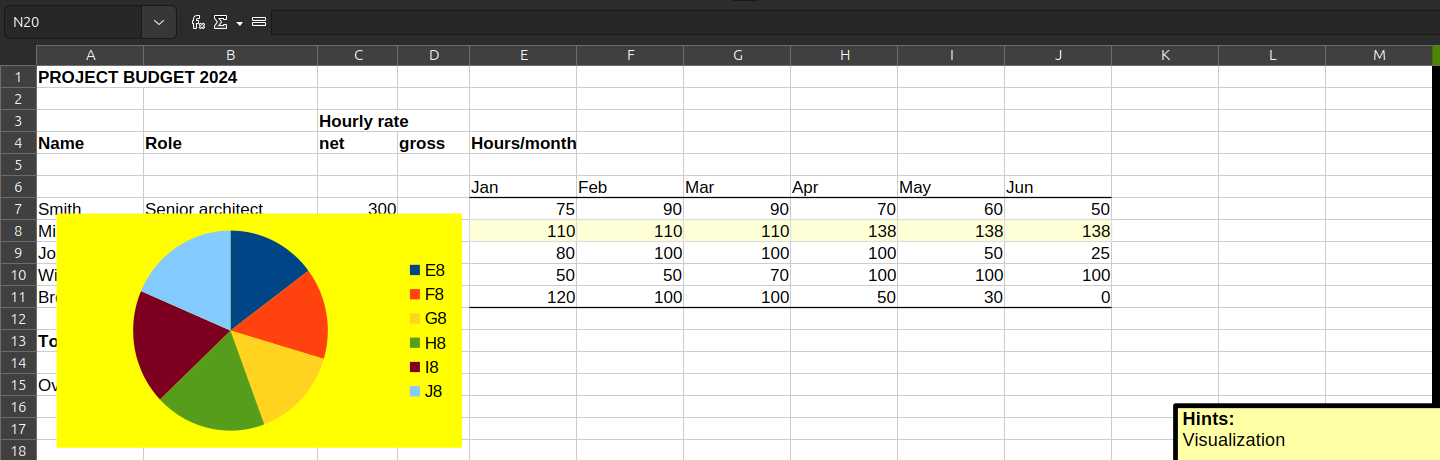 N20
A B C D E F G H I J K L M
1 PROJECT BUDGET 2024
2
3 Hourly rate
4 Name Role net gross Hours/month
5
6 Jan Feb Mar Apr May Jun
7 Smith Senior architect 300 75 90 90 70 60 50
8 Mi 110 110 110 138 138 138
9 Jo 80 100 100 100 50 25
10 Wi 50 50 70 100 100 100
11 Br 120 100 100 50 30 0
12
13 To
14
15 Ov
16
17
18
E8
F8
G8
H8
I8
J8
Hints:
Visualization